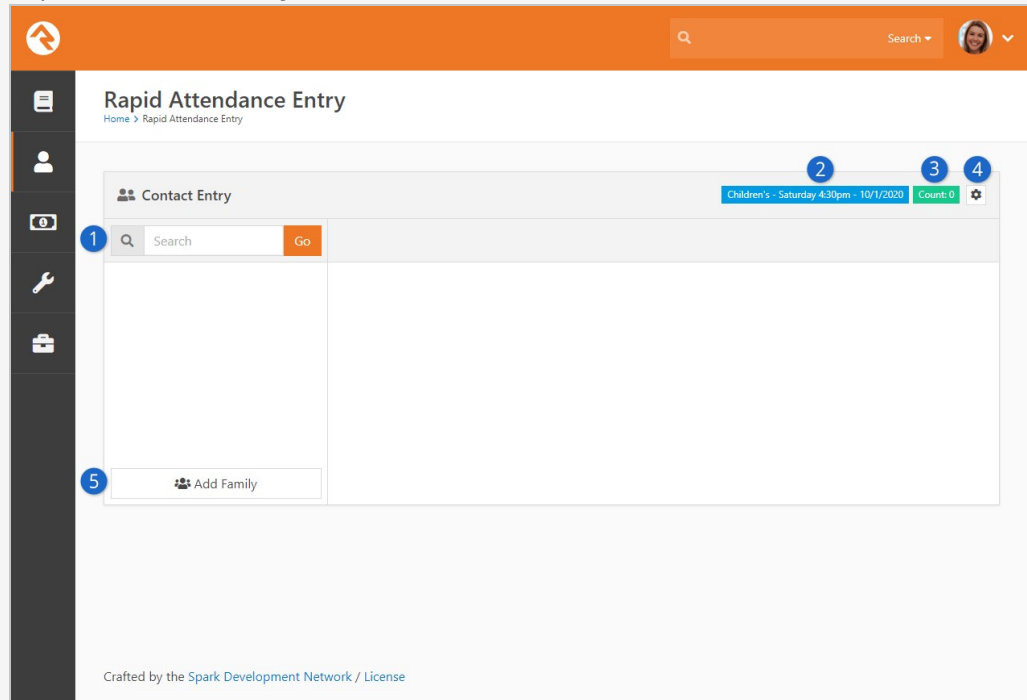 Search
Rapid Attendance Entry
Home > Rapid Attendance Entry
2 3 4
Contact Entry
Children's - Saturday 4:30pm - 10/1/2020 Count: 0
1 Search Go
5 Add Family
Crafted by the Spark Development Network / License